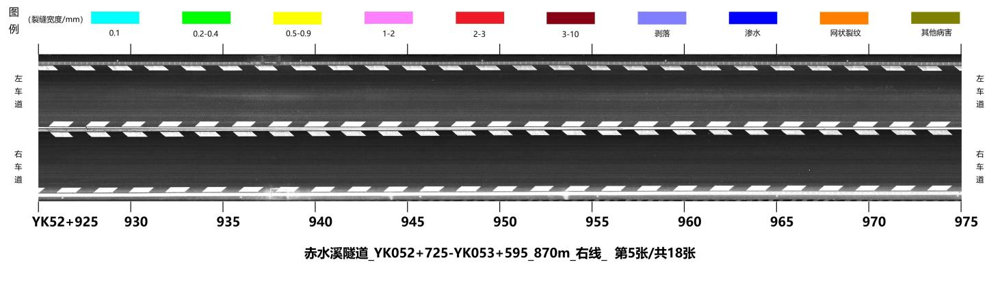 图例
(裂缝宽度/mm)
0.1 0.2-0.4 0.5-0.9 1-2 2-3 3-10 剥落 渗水 网状裂纹 其他病害
左车道 左车道
右车道 右车道
YK52+925 930 935 940 945 950 955 960 965 970 975
赤水溪隧道_YK052+725-YK053+595_870m_右线_ 第5张/共18张